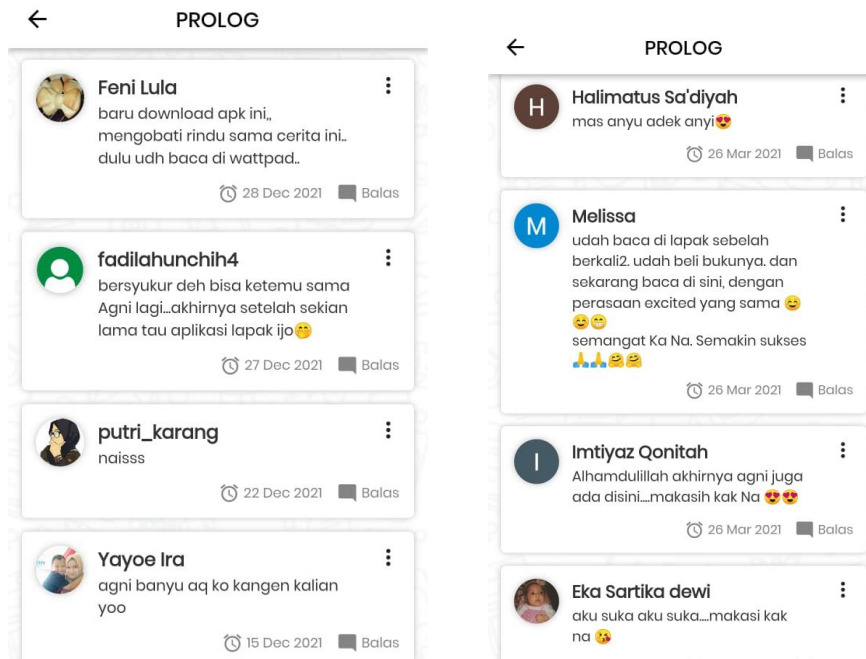 PROLOG
Feni Lula
baru download apk ini,,
mengobati rindu sama cerita ini..
dulu udh baca di wattpad..
28 Dec 2021 Balas
fadilahunchih4
bersyukur deh bisa ketemu sama
Agni lagi...akhirnya setelah sekian
lama tau aplikasi lapak ijo🤭
27 Dec 2021 Balas
putri_karang
naisss
22 Dec 2021 Balas
Yayoe Ira
agni banyu aq ko kangen kalian
yoo
15 Dec 2021 Balas
PROLOG
H
Halimatus Sa'diyah
mas anyu adek anyi😍
26 Mar 2021 Balas
M
Melissa
udah baca di lapak sebelah
berkali2. udah beli bukunya. dan
sekarang baca di sini, dengan
perasaan excited yang sama 😊
😊😁
semangat Ka Na. Semakin sukses
🙏🙏🤗🤗
26 Mar 2021 Balas
I
Imtiyaz Qonitah
Alhamdulillah akhirnya agni juga
ada disini....makasih kak Na 😍😍
26 Mar 2021 Balas
Eka Sartika dewi
aku suka aku suka....makasi kak
na 😘